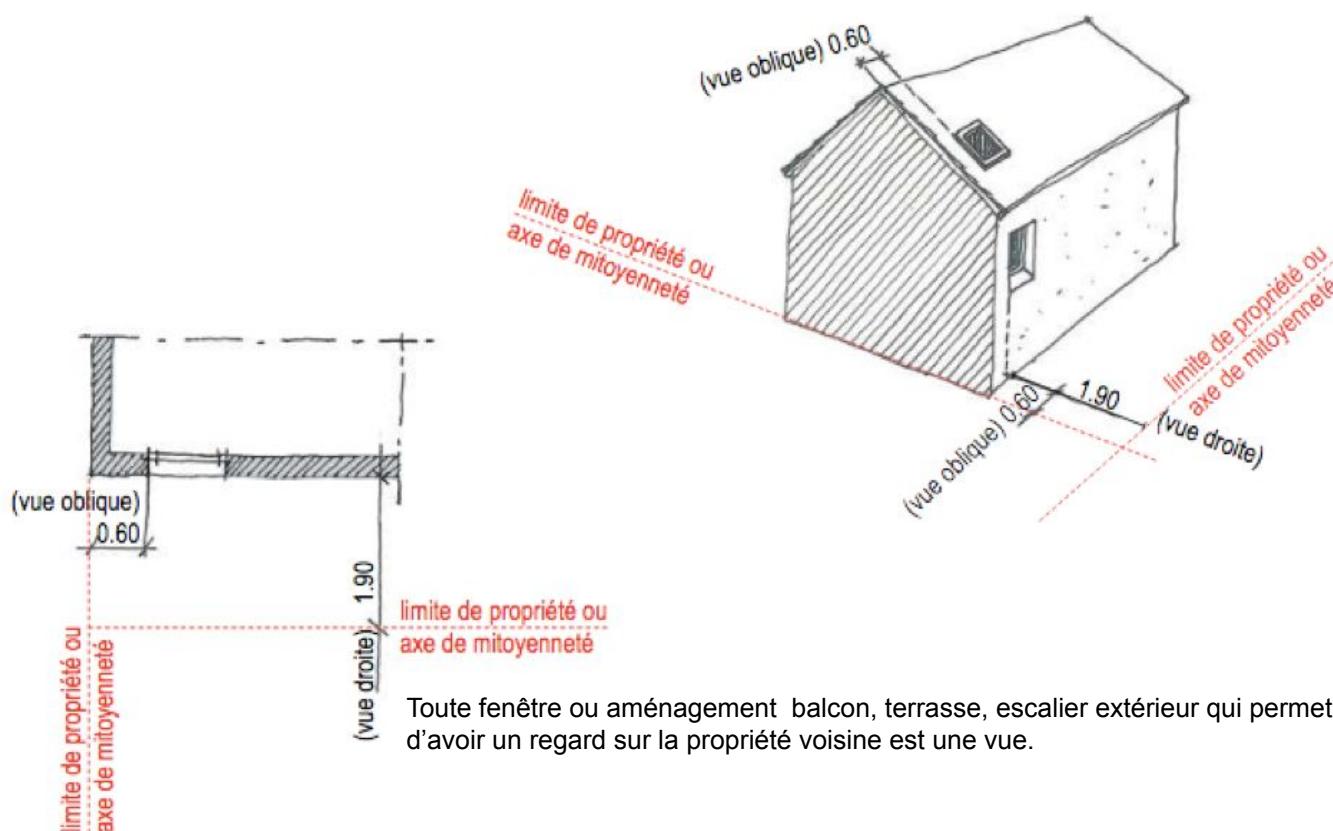 (vue oblique) 0.60
limite de propriété ou
axe de mitoyenneté
limite de propriété ou
axe de mitoyenneté
(vue oblique) 0.60
1.90
(vue droite)
(vue oblique)
0.60
1.90
(vue droite)
limite de propriété ou
axe de mitoyenneté
limite de propriété ou
axe de mitoyenneté
Toute fenêtre ou aménagement balcon, terrasse, escalier extérieur qui permet
d'avoir un regard sur la propriété voisine est une vue.